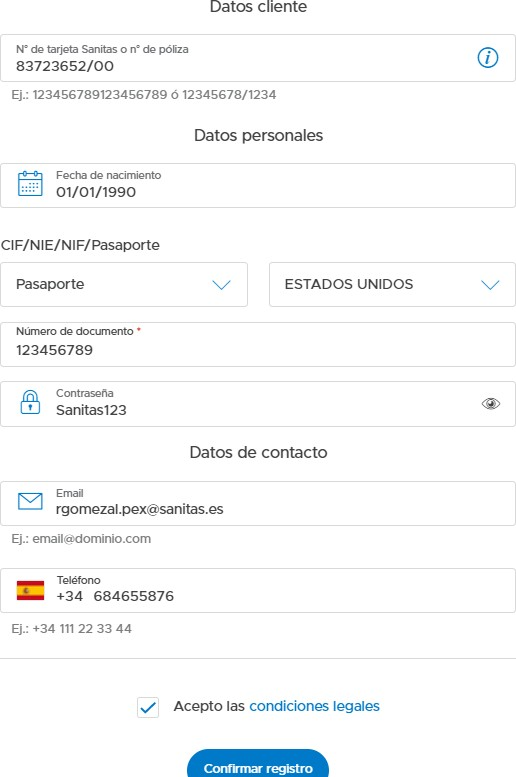 Datos cliente
N° de tarjeta Sanitas o n° de póliza
83723652/00
Ej.: 123456789123456789 ó 12345678/1234
Datos personales
Fecha de nacimiento
01/01/1990
CIF/NIE/NIF/Pasaporte
Pasaporte
ESTADOS UNIDOS
Número de documento *
123456789
Contraseña
Sanitas123
Datos de contacto
Email
rgomezal.pex@sanitas.es
Ej.: email@dominio.com
Teléfono
+34 684655876
Ej.: +34 111 22 33 44
Acepto las condiciones legales
Confirmar registro